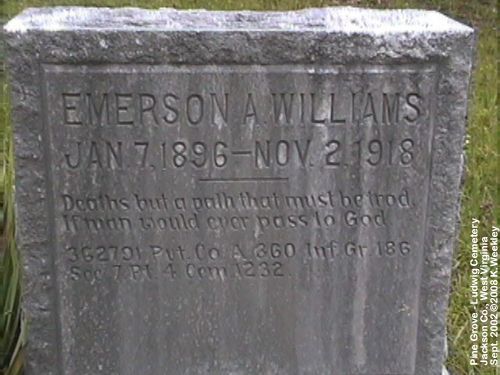 EMERSON A. WILLIAMS
JAN. 7, 1896 — NOV. 2, 1918
Deaths but a path that must be trod,
If man would ever pass to God
362791 Pvt. Co. A 360 Inf. Gr. 186
Sec 7 Pt. 4 Cem. 1232.
Pine Grove - Ludwig Cemetery
Jackson Co., West Virginia
Sept. 2002 ©2008 K.Weekley